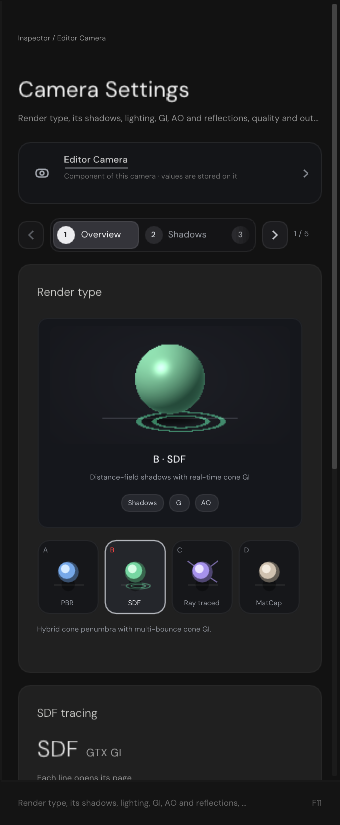 Inspector / Editor Camera
Camera Settings
Render type, its shadows, lighting, GI, AO and reflections, quality and out...
Editor Camera
Component of this camera · values are stored on it
1 Overview 2 Shadows 3 1 / 5
Render type
B · SDF
Distance-field shadows with real-time cone GI
Shadows G AO
A B C D
PBR SDF Ray traced MatCap
Hybrid cone penumbra with multi-bounce cone GI.
SDF tracing
SDF GTX GI
Each line opens its page
Render type, its shadows, lighting, GI, AO and reflections, ... F11